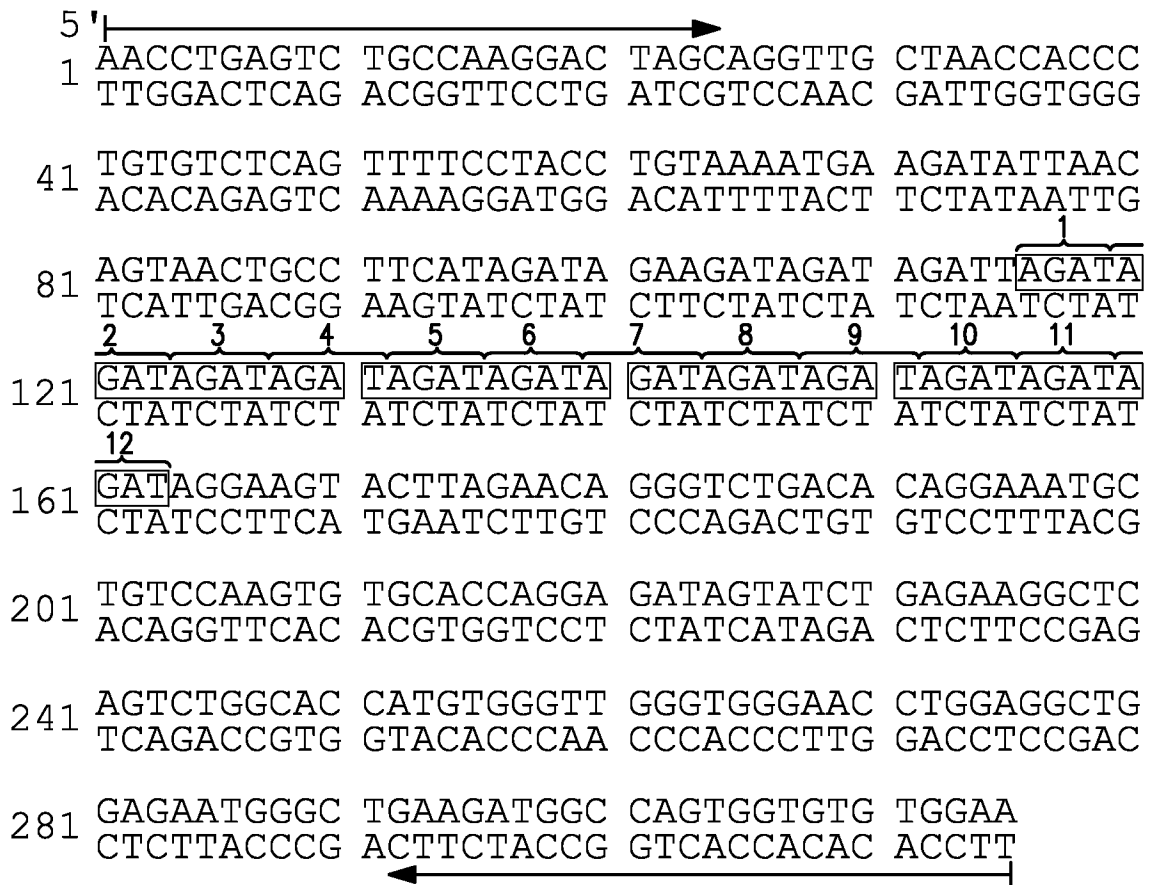 5'
1 AACCTGAGTC TGCCAAGGAC TAGCAGGTTG CTAACCACCC
TTGGACTCAG ACGGTTCCTG ATCGTCCAAC GATTGGTGGG
41 TGTGTCTCAG TTTTCCTACC TGTAAAATGA AGATATTAAC
ACACAGAGTC AAAAGGATGG ACATTTTACT TCTATAATTG
1
81 AGTAACTGCC TTCATAGATA GAAGATAGAT AGATTAGATA
TCATTGACGG AAGTATCTAT CTTCTATCTA TCTAATCTAT
2 3 4 5 6 7 8 9 10 11
121 GATAGATAGA TAGATAGATA GATAGATAGA TAGATAGATA
CTATCTATCT ATCTATCTAT CTATCTATCT ATCTATCTAT
12
161 GATAGGAAGT ACTTAGAACA GGGTCTGACA CAGGAAATGC
CTATCCTTCA TGAATCTTGT CCCAGACTGT GTCCTTTACG
201 TGTCCAAGTG TGCACCAGGA GATAGTATCT GAGAAGGCTC
ACAGGTTCAC ACGTGGTCCT CTATCATAGA CTCTTCCGAG
241 AGTCTGGCAC CATGTGGGTT GGGTGGGAAC CTGGAGGCTG
TCAGACCGTG GTACACCCAA CCCACCCTTG GACCTCCGAC
281 GAGAATGGGC TGAAGATGGC CAGTGGTGTG TGGAA
CTCTTACCCG ACTTCTACCG GTCACCACAC ACCTT